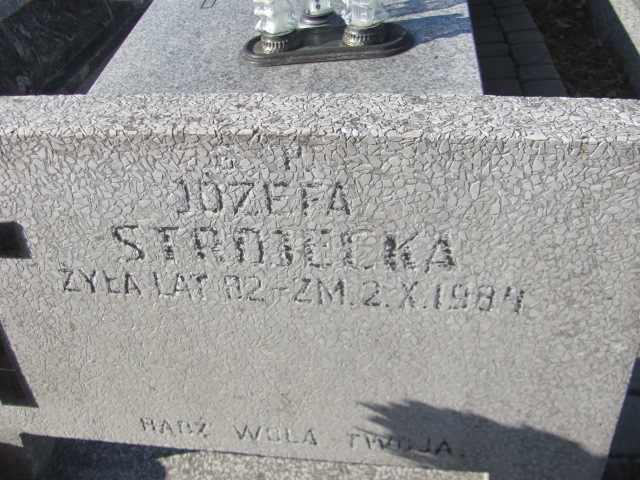 Ś P
JÓZEFA
STROJECKA
ŻYŁA LAT 82 - ZM. 2. X. 1984
BĄDŹ WOLA TWOJA.